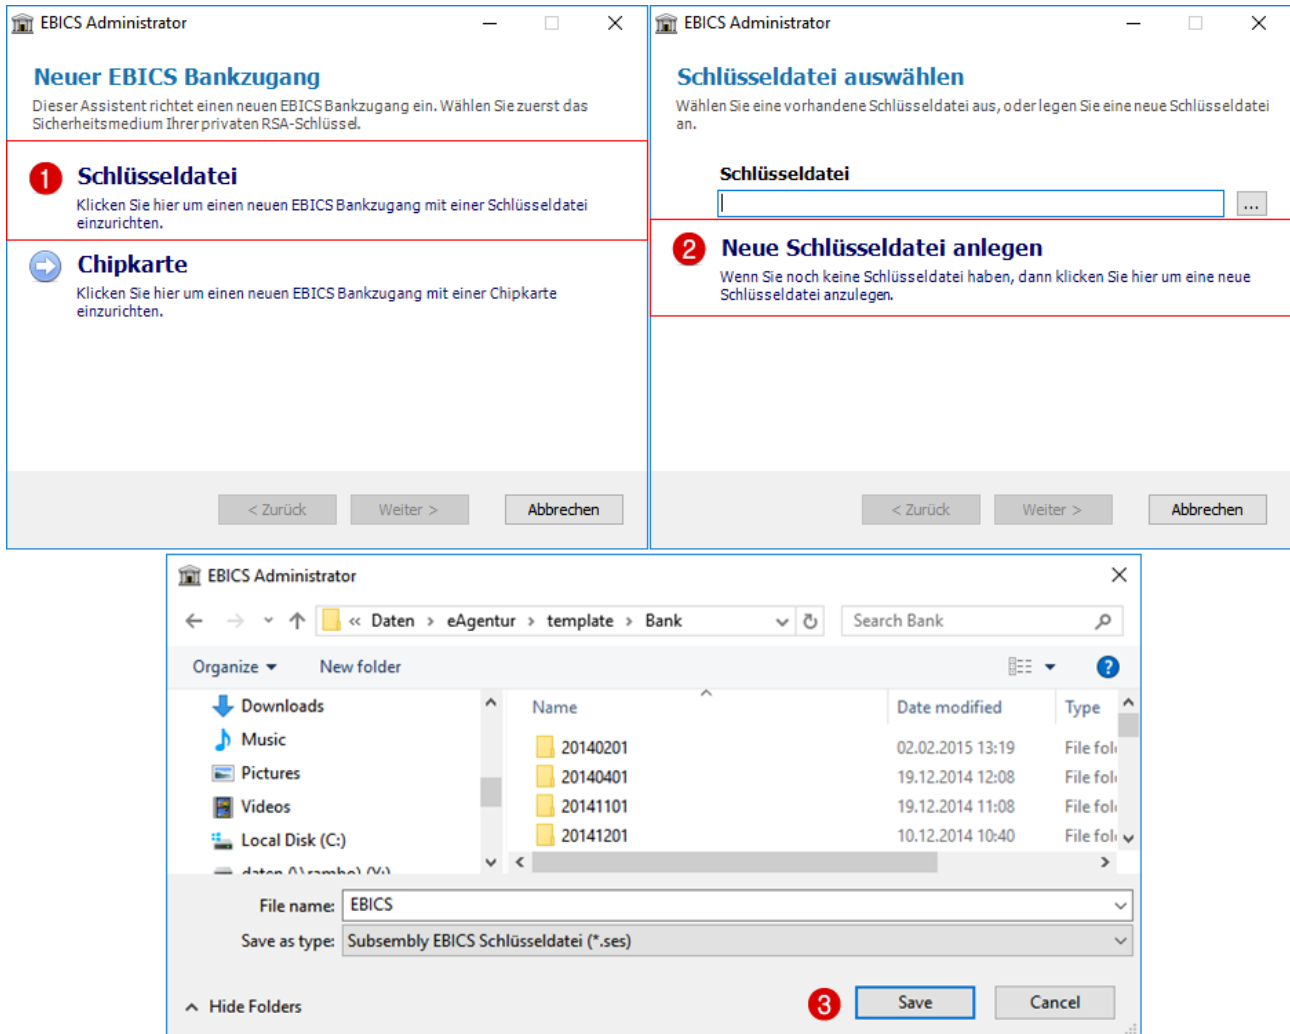 EBICS Administrator
Neuer EBICS Bankzugang
Dieser Assistent richtet einen neuen EBICS Bankzugang ein. Wählen Sie zuerst das
Sicherheitsmedium Ihrer privaten RSA-Schlüssel.
1 Schlüsseldatei
Klicken Sie hier um einen neuen EBICS Bankzugang mit einer Schlüsseldatei
einzurichten.
Chipkarte
Klicken Sie hier um einen neuen EBICS Bankzugang mit einer Chipkarte
einzurichten.
< Zurück Weiter > Abbrechen
EBICS Administrator
Schlüsseldatei auswählen
Wählen Sie eine vorhandene Schlüsseldatei aus, oder legen Sie eine neue Schlüsseldatei
an.
Schlüsseldatei
...
2 Neue Schlüsseldatei anlegen
Wenn Sie noch keine Schlüsseldatei haben, dann klicken Sie hier um eine neue
Schlüsseldatei anzulegen.
< Zurück Weiter > Abbrechen
EBICS Administrator
« Daten › eAgentur › template › Bank Search Bank
Organize New folder ?
Downloads
Music
Pictures
Videos
Local Disk (C:)
Name Date modified Type
20140201 02.02.2015 13:19 File fol
20140401 19.12.2014 12:08 File fol
20141101 19.12.2014 11:08 File fol
20141201 10.12.2014 10:40 File fol
File name: EBICS
Save as type: Subsembly EBICS Schlüsseldatei (*.ses)
Hide Folders 3 Save Cancel